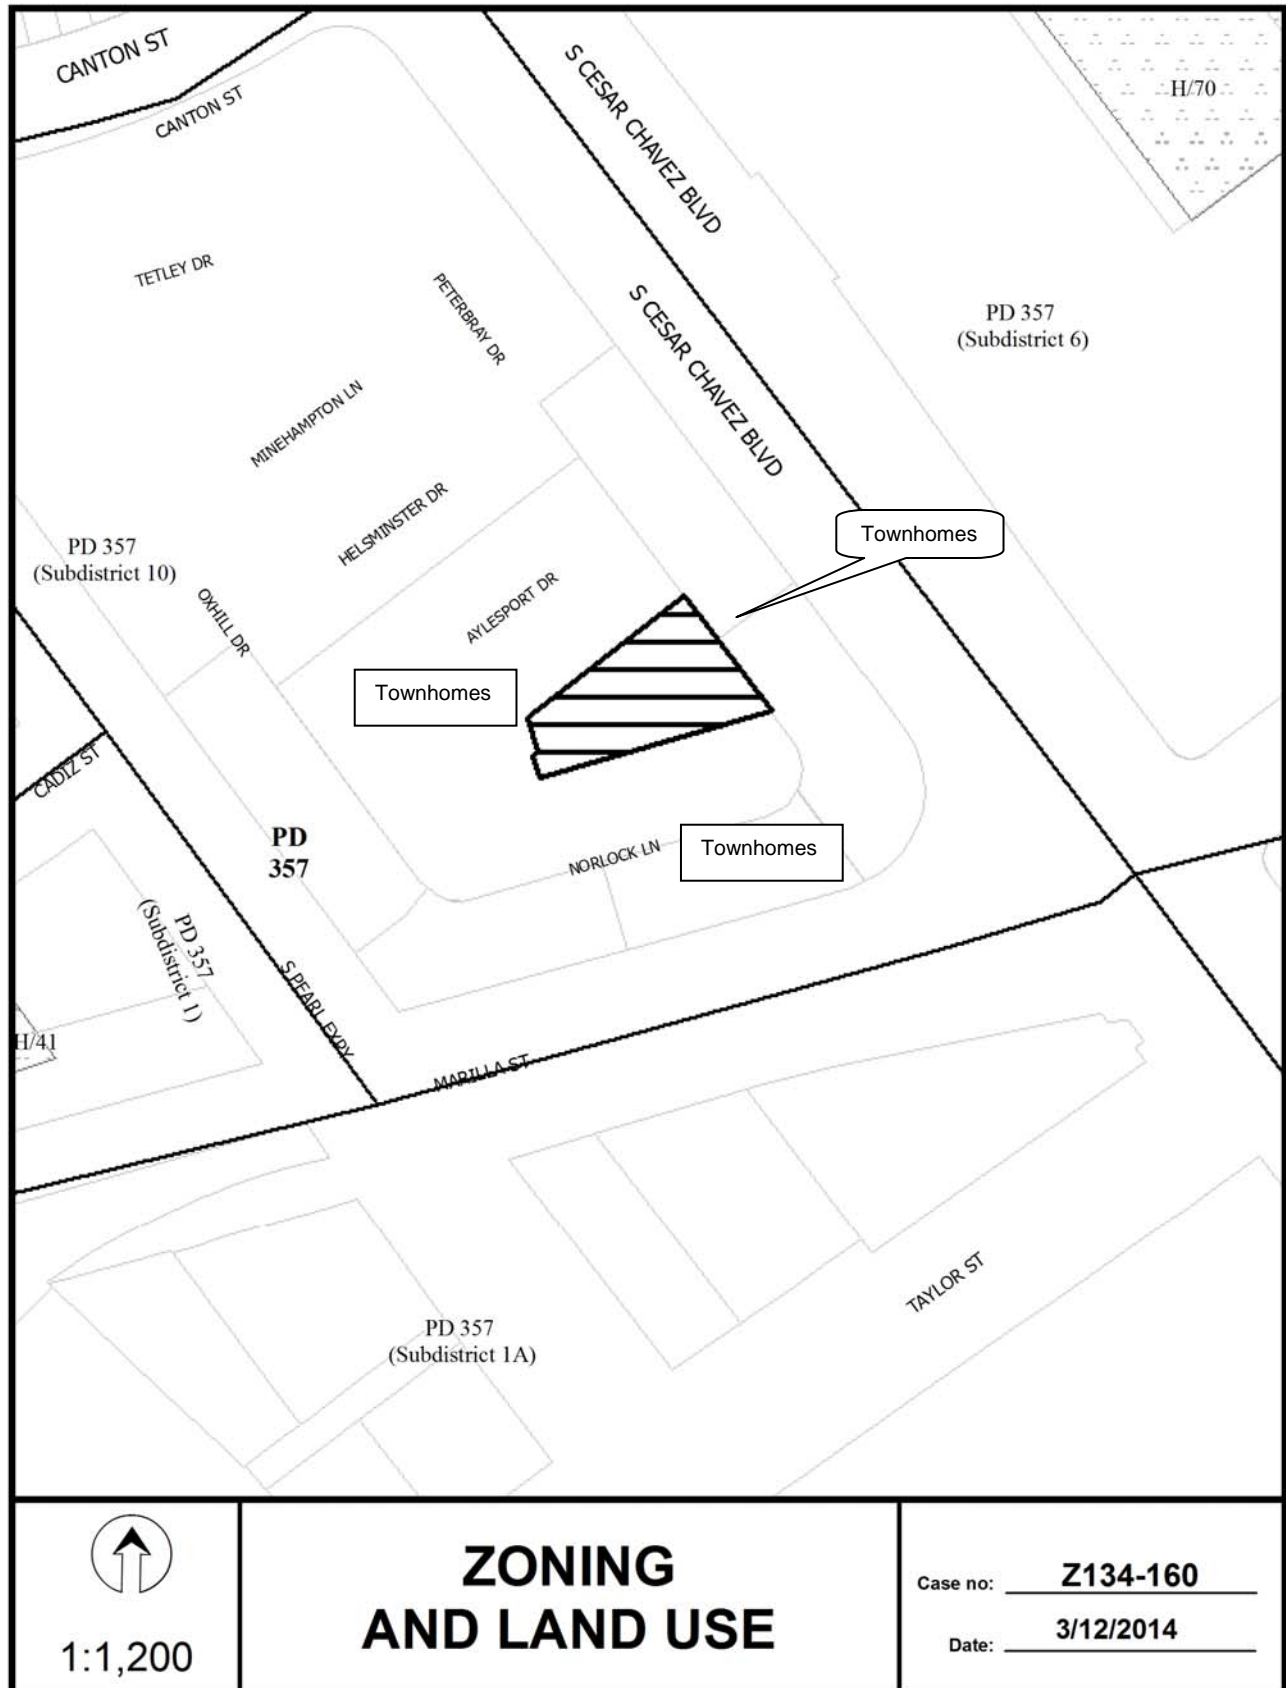 CANTON ST
CANTON ST
S CESAR CHAVEZ BLVD
H/70
TETLEY DR
PETERBRAY DR
S CESAR CHAVEZ BLVD
PD 357
(Subdistrict 6)
MINEHAMPTON LN
HELSMINSTER DR
Townhomes
PD 357
(Subdistrict 10)
OXHILL DR
AYLESPORT DR
Townhomes
CADIZ ST
PD
357
NORLOCK LN
Townhomes
PD 357
(Subdistrict 1)
S PEARL EXPY
H/41
MARILLA ST
TAYLOR ST
PD 357
(Subdistrict 1A)
1:1,200
ZONING
AND LAND USE
Case no: Z134-160
Date: 3/12/2014